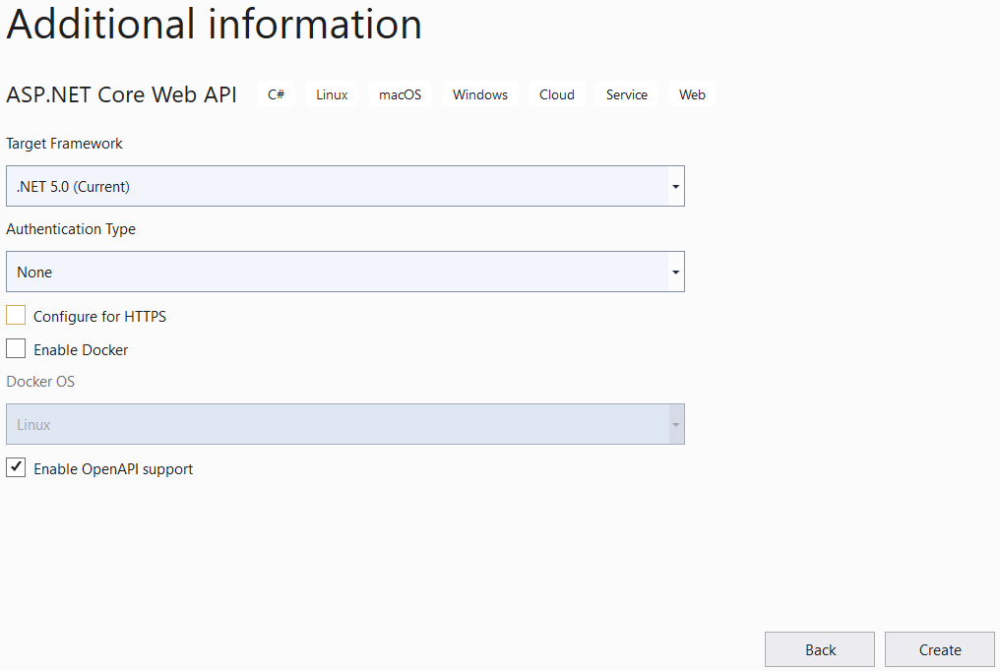 Additional information
ASP.NET Core Web API C# Linux macOS Windows Cloud Service Web
Target Framework
.NET 5.0 (Current)
Authentication Type
None
Configure for HTTPS
Enable Docker
Docker OS
Linux
Enable OpenAPI support
Back Create